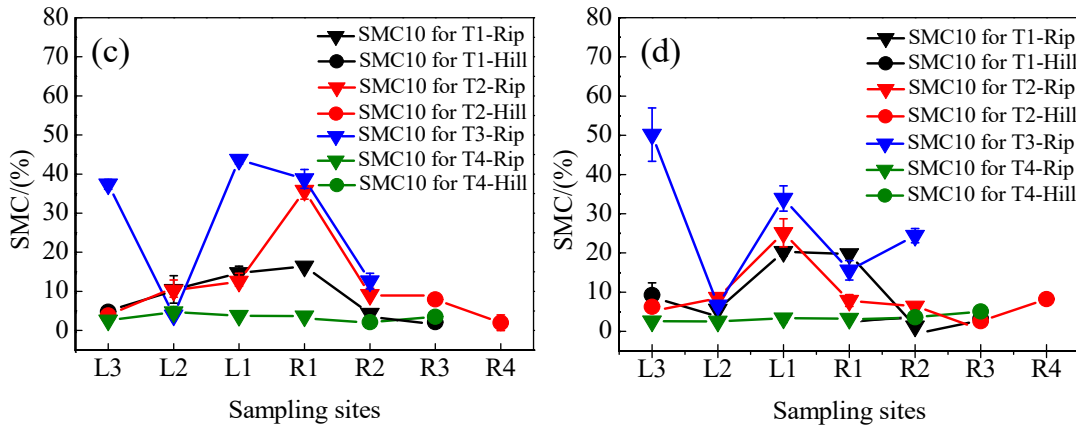 (c)
SMC10 for T1-Rip
SMC10 for T1-Hill
SMC10 for T2-Rip
SMC10 for T2-Hill
SMC10 for T3-Rip
SMC10 for T4-Rip
SMC10 for T4-Hill
80
70
60
50
40
30
20
10
0
SMC/(%)
L3 L2 L1 R1 R2 R3 R4
Sampling sites
(d)
SMC10 for T1-Rip
SMC10 for T1-Hill
SMC10 for T2-Rip
SMC10 for T2-Hill
SMC10 for T3-Rip
SMC10 for T4-Rip
SMC10 for T4-Hill
80
70
60
50
40
30
20
10
0
SMC/(%)
L3 L2 L1 R1 R2 R3 R4
Sampling sites